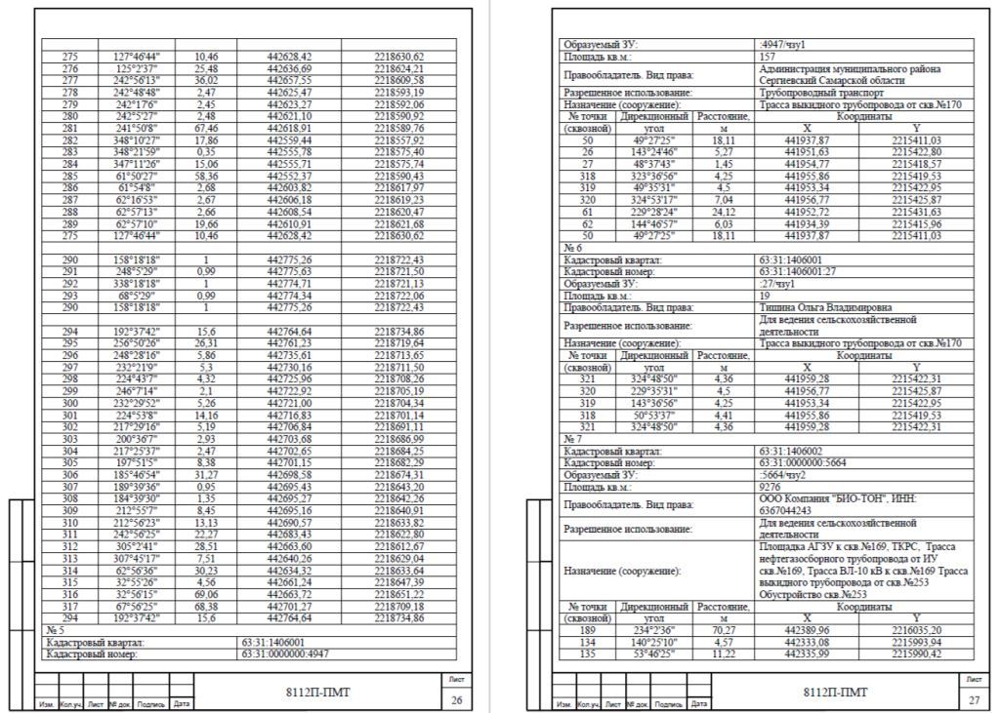 275 127°46'44" 10,46 442628,42 2218630,62
276 125°2'37" 25,48 442636,69 2218624,21
277 242°56'13" 36,02 442657,55 2218609,58
278 242°48'48" 2,47 442625,47 2218593,19
279 242°17'6" 2,45 442623,27 2218592,06
280 242°5'27" 2,48 442621,10 2218590,92
281 241°50'8" 67,46 442618,91 2218589,76
282 348°10'27" 17,86 442559,44 2218557,92
283 348°21'59" 0,35 442555,78 2218575,40
284 347°11'26" 15,06 442555,71 2218575,74
285 61°50'27" 58,36 442552,37 2218590,43
286 61°54'8" 2,68 442603,82 2218617,97
287 62°16'53" 2,67 442606,18 2218619,23
288 62°57'13" 2,66 442608,54 2218620,47
289 62°57'10" 19,66 442610,91 2218621,68
275 127°46'44" 10,46 442628,42 2218630,62
290 158°18'18" 1 442775,26 2218722,43
291 248°5'29" 0,99 442775,63 2218721,50
292 338°18'18" 1 442774,71 2218721,13
293 68°5'29" 0,99 442774,34 2218722,06
290 158°18'18" 1 442775,26 2218722,43
294 192°37'42" 15,6 442764,64 2218734,86
295 256°50'26" 26,31 442761,23 2218719,64
296 248°28'16" 5,86 442735,61 2218713,65
297 232°21'9" 5,3 442730,16 2218711,50
298 224°43'7" 4,32 442725,96 2218708,26
299 246°7'14" 2,1 442722,92 2218705,19
300 232°29'52" 5,26 442721,00 2218704,34
301 224°53'8" 14,16 442716,83 2218701,14
302 217°29'16" 5,19 442706,84 2218691,11
303 200°36'7" 2,93 442703,68 2218686,99
304 217°25'37" 2,47 442702,65 2218684,25
305 197°51'5" 8,38 442701,15 2218682,29
306 185°46'54" 31,27 442698,58 2218674,31
307 189°39'36" 0,95 442695,43 2218643,20
308 184°39'30" 1,35 442695,27 2218642,26
309 212°55'7" 8,45 442695,16 2218640,91
310 212°56'23" 13,13 442690,57 2218633,82
311 242°56'25" 22,27 442683,43 2218622,80
312 305°2'41" 28,51 442663,60 2218612,67
313 307°45'17" 7,51 442640,26 2218629,04
314 62°56'36" 30,23 442634,32 2218633,64
315 32°55'26" 4,56 442661,24 2218647,39
316 32°56'15" 69,06 442663,72 2218651,22
317 67°56'25" 68,38 442701,27 2218709,18
294 192°37'42" 15,6 442764,64 2218734,86
№ 5
Кадастровый квартал: 63:31:1406001
Кадастровый номер: 63:31:0000000:4947
Изм. Кол.уч. Лист № док. Подпись Дата
8112П-ПМТ
Лист
26
Образуемый ЗУ: :4947/чзу1
Площадь кв.м.: 157
Правообладатель. Вид права: Администрация муниципального района
Сергиевский Самарской области
Разрешенное использование: Трубопроводный транспорт
Назначение (сооружение): Трасса выкидного трубопровода от скв.№170
№ точки Дирекционный Расстояние, Координаты
(сквозной) угол м X Y
50 49°27'25" 18,11 441937,87 2215411,03
26 143°24'46" 5,27 441951,63 2215422,80
27 48°37'43" 1,45 441954,77 2215418,57
318 323°36'56" 4,25 441955,86 2215419,53
319 49°35'31" 4,5 441953,34 2215422,95
320 324°53'17" 7,04 441956,77 2215425,87
61 229°28'24" 24,12 441952,72 2215431,63
62 144°46'57" 6,03 441934,39 2215415,96
50 49°27'25" 18,11 441937,87 2215411,03
№ 6
Кадастровый квартал: 63:31:1406001
Кадастровый номер: 63:31:1406001:27
Образуемый ЗУ: :27/чзу1
Площадь кв.м.: 19
Правообладатель. Вид права: Тишина Ольга Владимировна
Разрешенное использование: Для ведения сельскохозяйственной
деятельности
Назначение (сооружение): Трасса выкидного трубопровода от скв.№170
№ точки Дирекционный Расстояние, Координаты
(сквозной) угол м X Y
321 324°48'50" 4,36 441959,28 2215422,31
320 229°35'31" 4,5 441956,77 2215425,87
319 143°36'56" 4,25 441953,34 2215422,95
318 50°53'37" 4,41 441955,86 2215419,53
321 324°48'50" 4,36 441959,28 2215422,31
№ 7
Кадастровый квартал: 63:31:1406002
Кадастровый номер: 63:31:0000000:5664
Образуемый ЗУ: :5664/чзу2
Площадь кв.м.: 9276
Правообладатель. Вид права: ООО Компания "БИО-ТОН", ИНН:
6367044243
Разрешенное использование: Для ведения сельскохозяйственной
деятельности
Назначение (сооружение): Площадка АГЗУ к скв.№169, ТКРС, Трасса
нефтегазосборного трубопровода от ИУ
скв.№169, Трасса ВЛ-10 кВ к скв.№169 Трасса
выкидного трубопровода от скв.№253
Обустройство скв.№253
№ точки Дирекционный Расстояние, Координаты
(сквозной) угол м X Y
189 234°2'36" 70,27 442389,96 2216035,20
134 140°25'10" 4,57 442333,08 2215993,94
135 53°46'25" 11,22 442335,99 2215990,42
Изм. Кол.уч. Лист № док. Подпись Дата
8112П-ПМТ
Лист
27